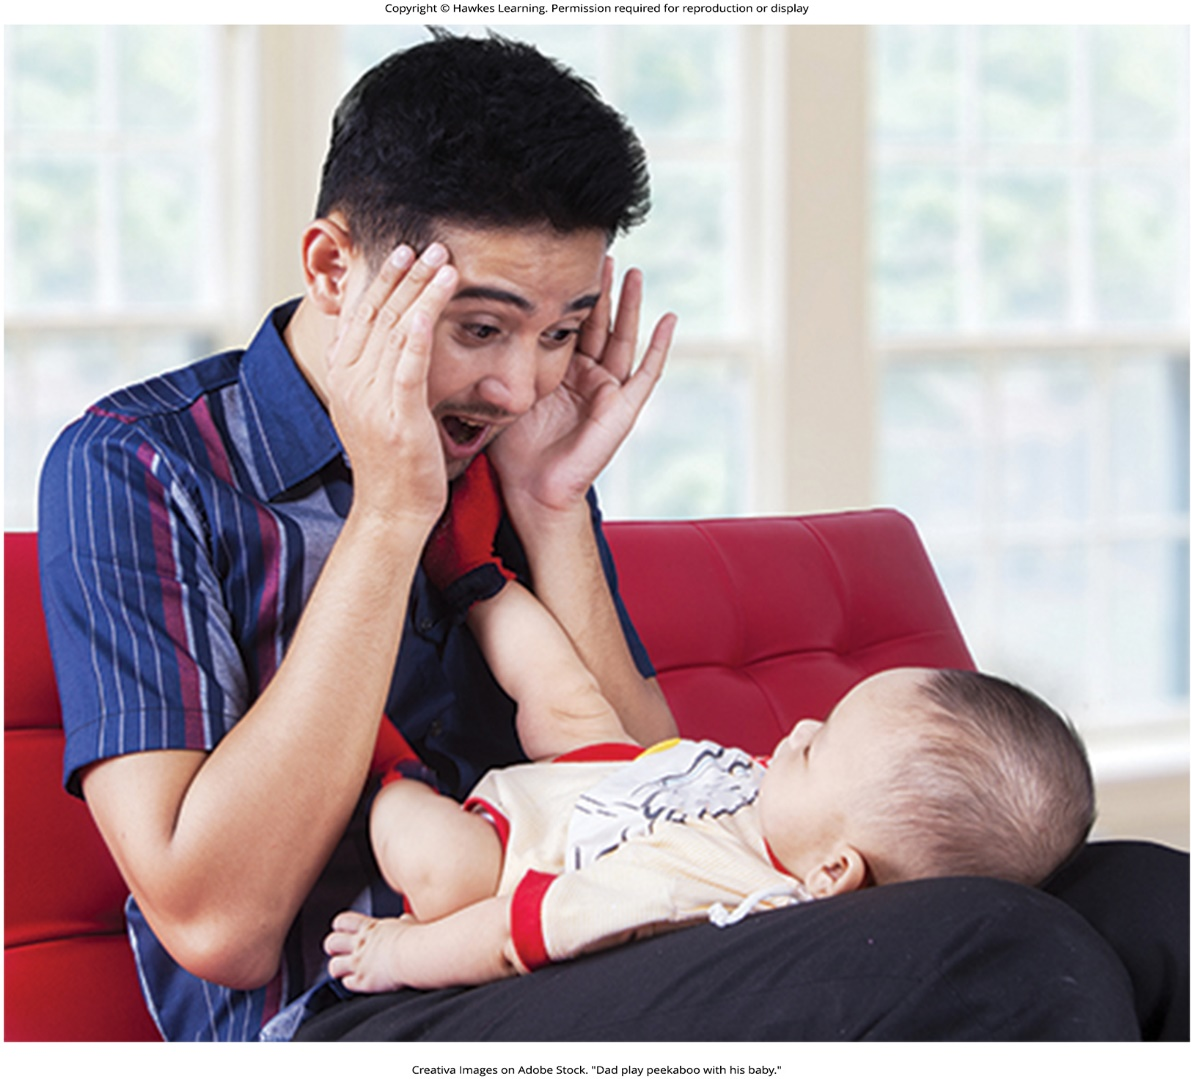 Copyright © Hawkes Learning. Permission required for reproduction or display
Creativa Images on Adobe Stock. "Dad play peekaboo with his baby."